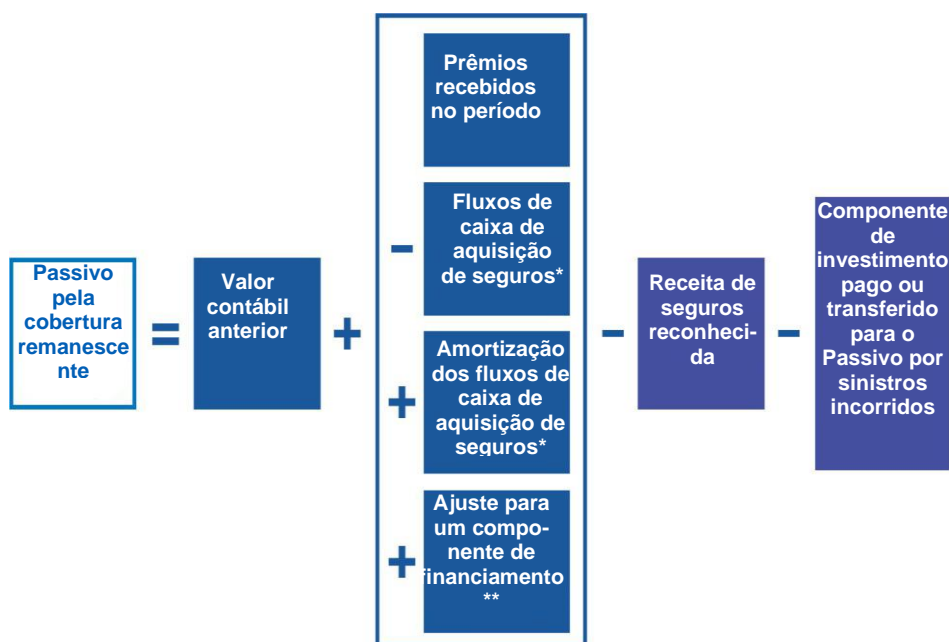 Passivo
pela
cobertura
remanesce
nte
=
Valor
contábil
anterior
+
Prêmios
recebidos
no período
–
Fluxos de
caixa de
aquisição
de seguros*
+
Amortização
dos fluxos de
caixa de
aquisição de
seguros*
+
Ajuste para
um compo-
nente de
financiamento
**
–
Receita de
seguros
reconheci-
da
–
Componente
de
investimento
pago ou
transferido
para o
Passivo por
sinistros
incorridos